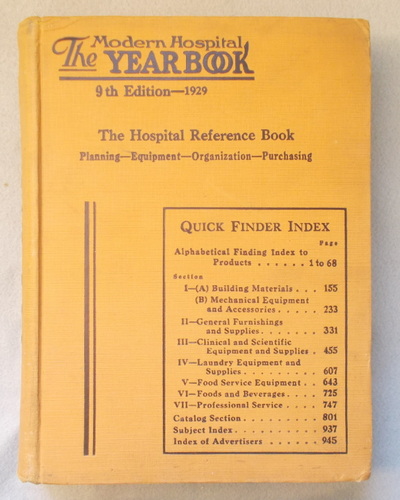 The Modern Hospital
YEARBOOK
9th Edition—1929
The Hospital Reference Book
Planning—Equipment—Organization—Purchasing
QUICK FINDER INDEX
Page
Alphabetical Finding Index to
Products . . . . . . 1 to 68
Section
I—(A) Building Materials . . . 155
(B) Mechanical Equipment
and Accessories . . . . . 233
II—General Furnishings
and Supplies . . . . . . . 331
III—Clinical and Scientific
Equipment and Supplies . 455
IV—Laundry Equipment and
Supplies . . . . . . . . . 607
V—Food Service Equipment . . 643
VI—Foods and Beverages . . . . 725
VII—Professional Service . . . . 747
Catalog Section . . . . . . . . 801
Subject Index . . . . . . . . . 937
Index of Advertisers . . . . . . 945